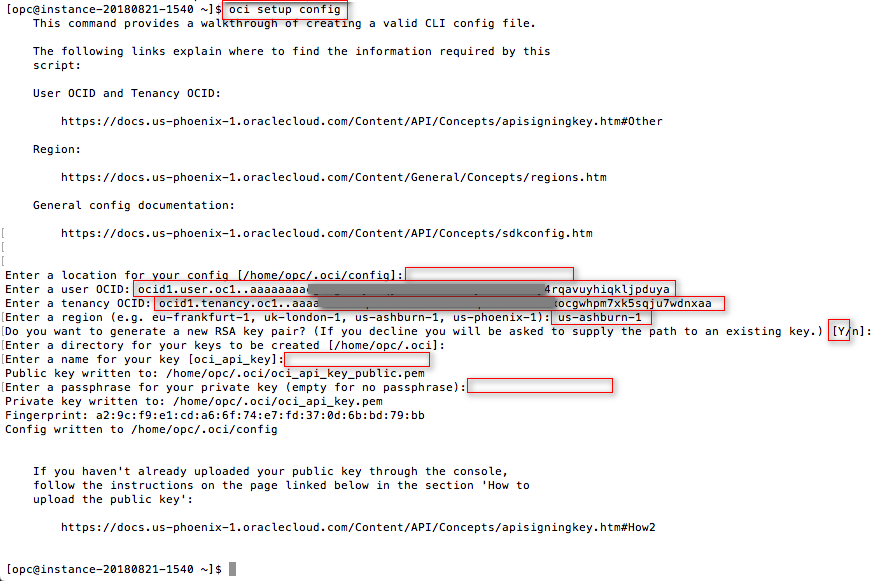 [opc@instance-20180821-1540 ~]$ oci setup config
This command provides a walkthrough of creating a valid CLI config file.
The following links explain where to find the information required by this
script:
User OCID and Tenancy OCID:
https://docs.us-phoenix-1.oraclecloud.com/Content/API/Concepts/apisigningkey.htm#Other
Region:
https://docs.us-phoenix-1.oraclecloud.com/Content/General/Concepts/regions.htm
General config documentation:
https://docs.us-phoenix-1.oraclecloud.com/Content/API/Concepts/sdkconfig.htm
Enter a location for your config [/home/opc/.oci/config]:
Enter a user OCID: ocid1.user.oc1..aaaaaaaa 4rqavuyhiqkljpduya
Enter a tenancy OCID: ocid1.tenancy.oc1..aaaa ocgwhpm7xk5sqju7wdnxaa
Enter a region (e.g. eu-frankfurt-1, uk-london-1, us-ashburn-1, us-phoenix-1): us-ashburn-1
Do you want to generate a new RSA key pair? (If you decline you will be asked to supply the path to an existing key.) [Y/n]:
Enter a directory for your keys to be created [/home/opc/.oci]:
Enter a name for your key [oci_api_key]:
Public key written to: /home/opc/.oci/oci_api_key_public.pem
Enter a passphrase for your private key (empty for no passphrase):
Private key written to: /home/opc/.oci/oci_api_key.pem
Fingerprint: a2:9c:f9:e1:cd:a6:6f:74:e7:fd:37:0d:6b:bd:79:bb
Config written to /home/opc/.oci/config
If you haven't already uploaded your public key through the console,
follow the instructions on the page linked below in the section 'How to
upload the public key':
https://docs.us-phoenix-1.oraclecloud.com/Content/API/Concepts/apisigningkey.htm#How2
[opc@instance-20180821-1540 ~]$